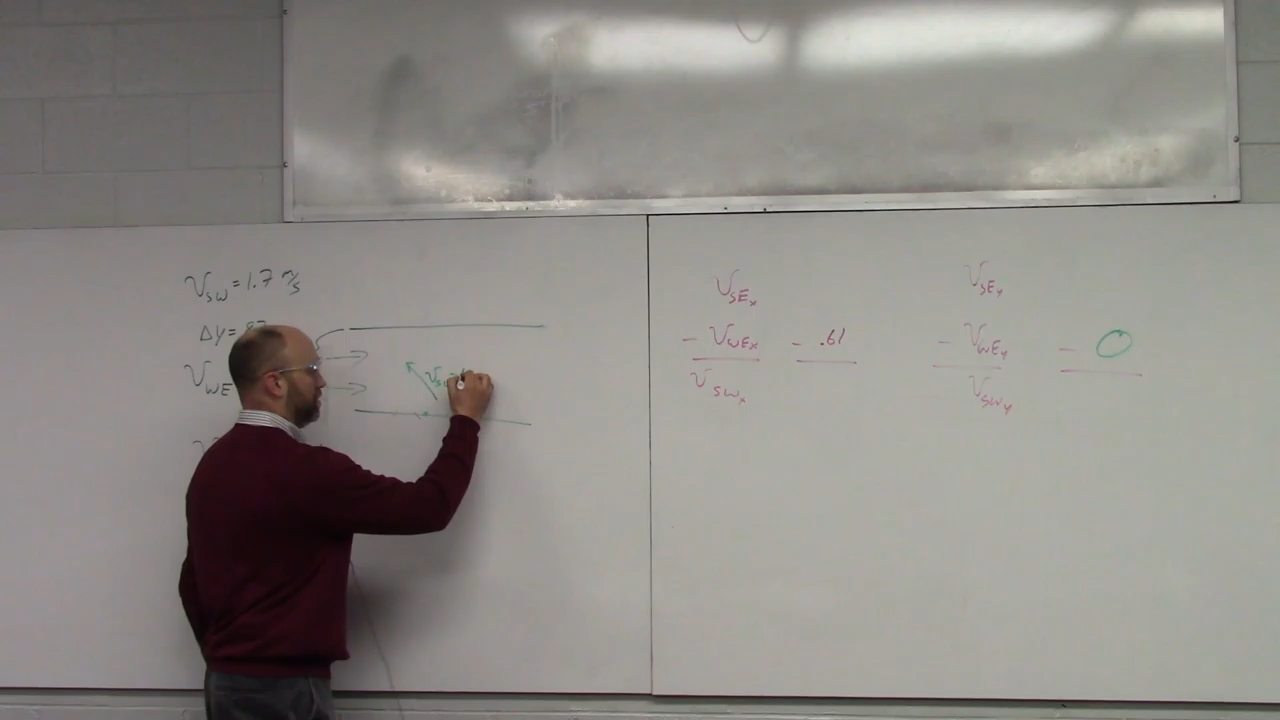 V_SW = 1.7 m/s
Δy =
V_WE
V_SE_x
- V_WE_x - .61
V_SW_x
V_SE_y
- V_WE_y - 0
V_SW_y